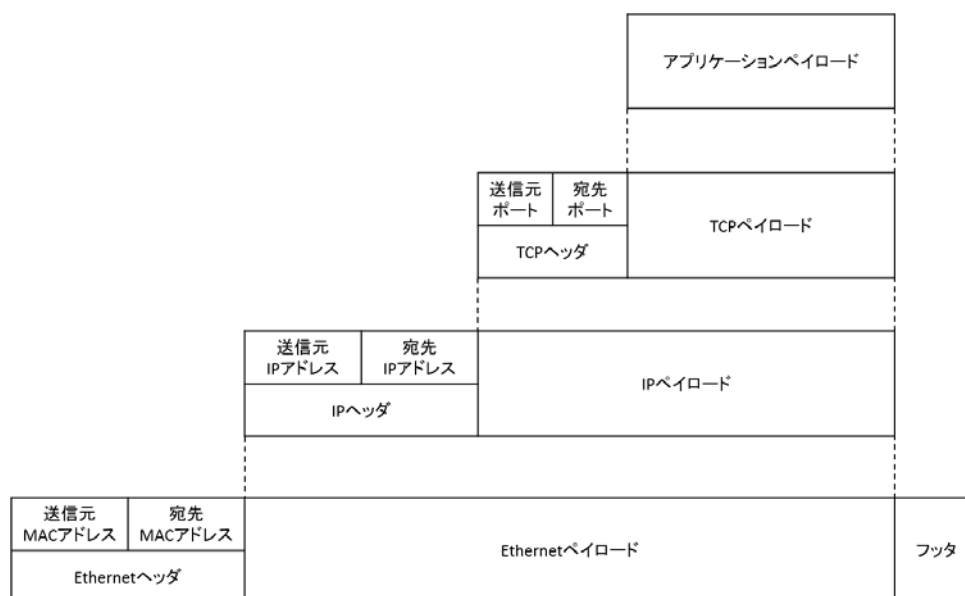 アプリケーションペイロード
送信元
ポート
宛先
ポート
TCPペイロード
TCPヘッダ
送信元
IPアドレス
宛先
IPアドレス
IPペイロード
IPヘッダ
送信元
MACアドレス
宛先
MACアドレス
Ethernetペイロード
フッタ
Ethernetヘッダ